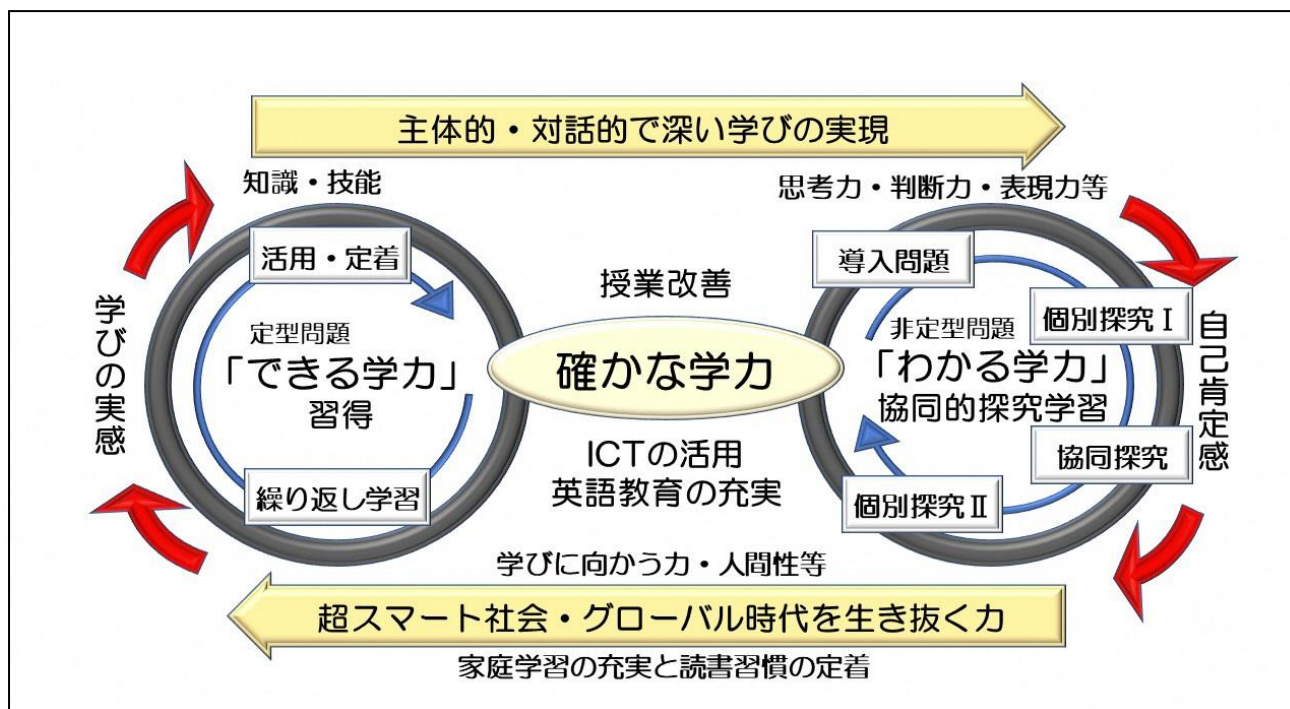 主体的・対話的で深い学びの実現
知識・技能
思考力・判断力・表現力等
活用・定着
導入問題
授業改善
個別探究Ⅰ
学びの実感
定型問題
「できる学力」
習得
確かな学力
非定型問題
「わかる学力」
協同的探究学習
自己肯定感
ICTの活用
英語教育の充実
協同探究
繰り返し学習
個別探究Ⅱ
学びに向かう力・人間性等
超スマート社会・グローバル時代を生き抜く力
家庭学習の充実と読書習慣の定着